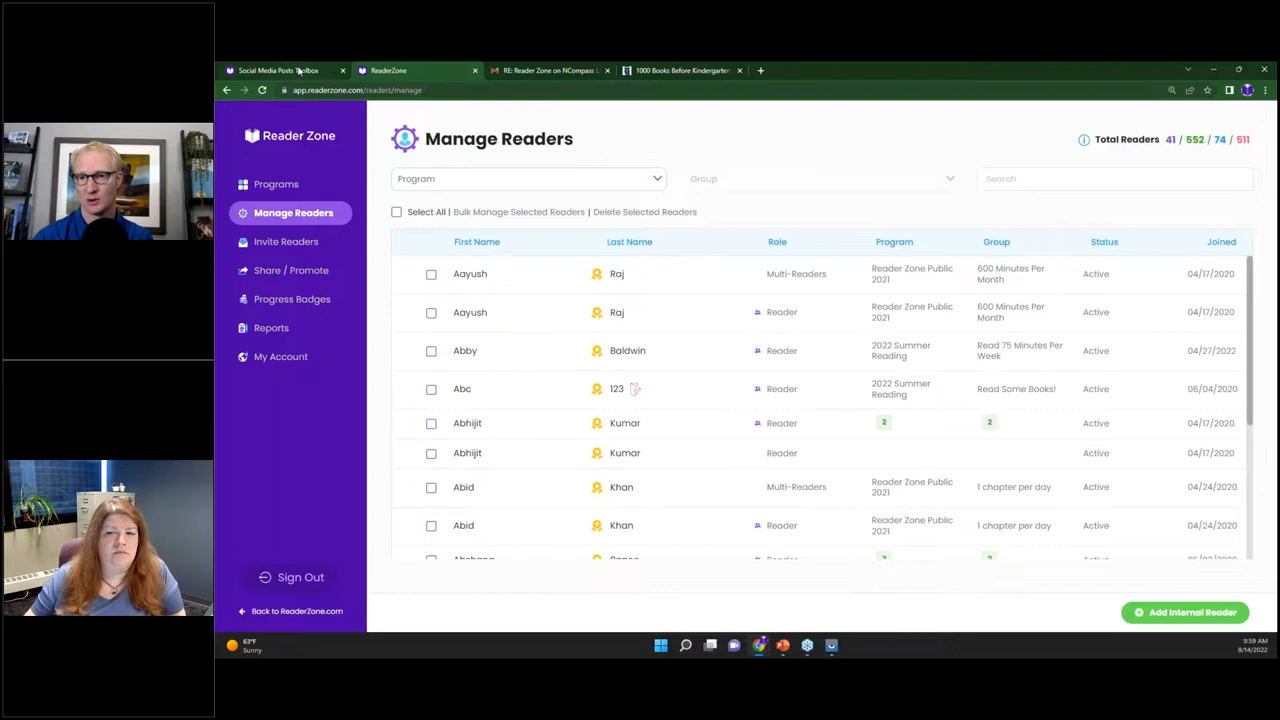 Social Media Posts Toolbox
ReaderZone
RE: Reader Zone on NCompass L
1000 Books Before Kindergarten
app.readerzone.com/readers/manage
Reader Zone
Programs
Manage Readers
Invite Readers
Share / Promote
Progress Badges
Reports
My Account
Sign Out
Back to ReaderZone.com
Manage Readers
Total Readers 41 / 552 / 74 / 511
Program
Group
Search
Select All | Bulk Manage Selected Readers | Delete Selected Readers
First Name Last Name Role Program Group Status Joined
Aayush Raj Multi-Readers Reader Zone Public 2021 600 Minutes Per Month Active 04/17/2020
Aayush Raj Reader Reader Zone Public 2021 600 Minutes Per Month Active 04/17/2020
Abby Baldwin Reader 2022 Summer Reading Read 75 Minutes Per Week Active 04/27/2022
Abc 123 Reader 2022 Summer Reading Read Some Books! Active 06/04/2020
Abhijit Kumar Reader 2 2 Active 04/17/2020
Abhijit Kumar Reader Active 04/17/2020
Abid Khan Multi-Readers Reader Zone Public 2021 1 chapter per day Active 04/24/2020
Abid Khan Reader Reader Zone Public 2021 1 chapter per day Active 04/24/2020
Add Internal Reader
63°F
Sunny
9:59 AM
9/14/2022